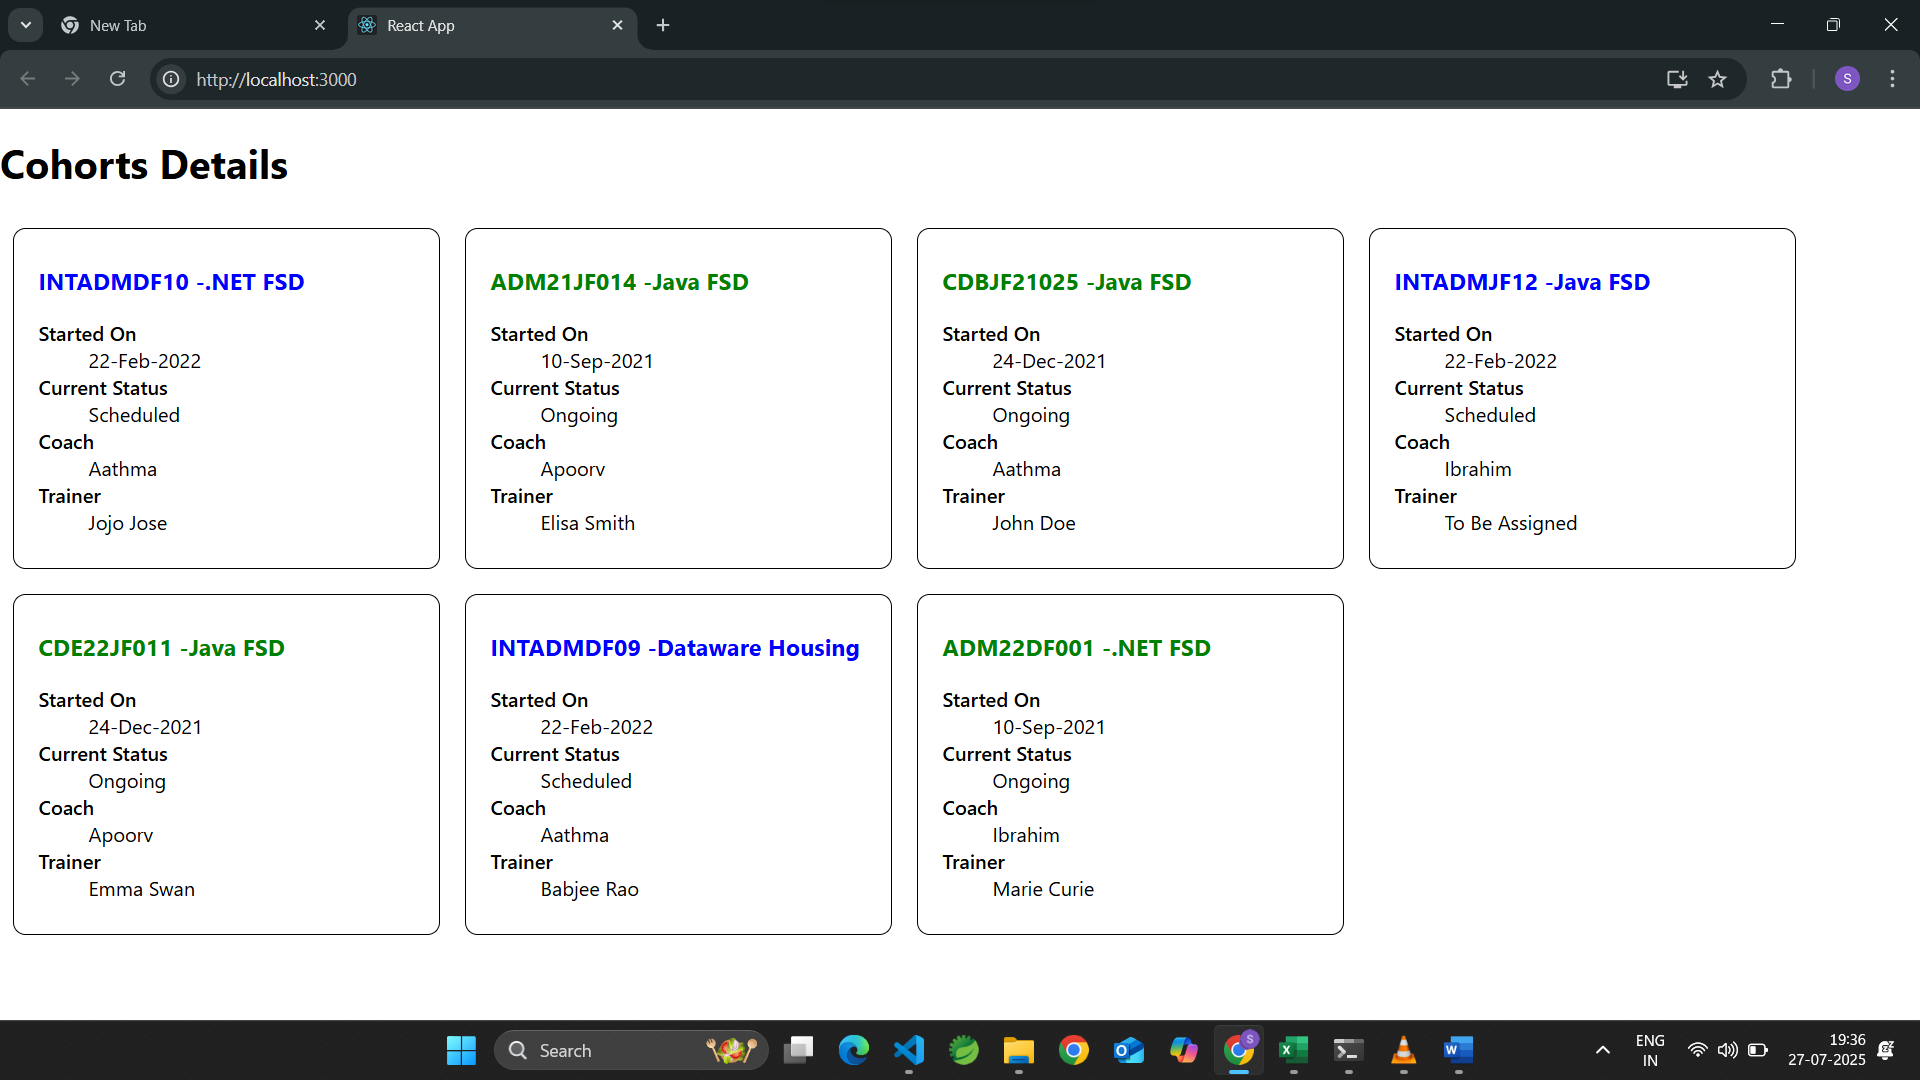 New Tab
React App
http://localhost:3000
S
Cohorts Details
INTADMDF10 -.NET FSD
Started On
22-Feb-2022
Current Status
Scheduled
Coach
Aathma
Trainer
Jojo Jose
ADM21JF014 -Java FSD
Started On
10-Sep-2021
Current Status
Ongoing
Coach
Apoorv
Trainer
Elisa Smith
CDBJF21025 -Java FSD
Started On
24-Dec-2021
Current Status
Ongoing
Coach
Aathma
Trainer
John Doe
INTADMJF12 -Java FSD
Started On
22-Feb-2022
Current Status
Scheduled
Coach
Ibrahim
Trainer
To Be Assigned
CDE22JF011 -Java FSD
Started On
24-Dec-2021
Current Status
Ongoing
Coach
Apoorv
Trainer
Emma Swan
INTADMDF09 -Dataware Housing
Started On
22-Feb-2022
Current Status
Scheduled
Coach
Aathma
Trainer
Babjee Rao
ADM22DF001 -.NET FSD
Started On
10-Sep-2021
Current Status
Ongoing
Coach
Ibrahim
Trainer
Marie Curie
Search
ENG
IN
19:36
27-07-2025